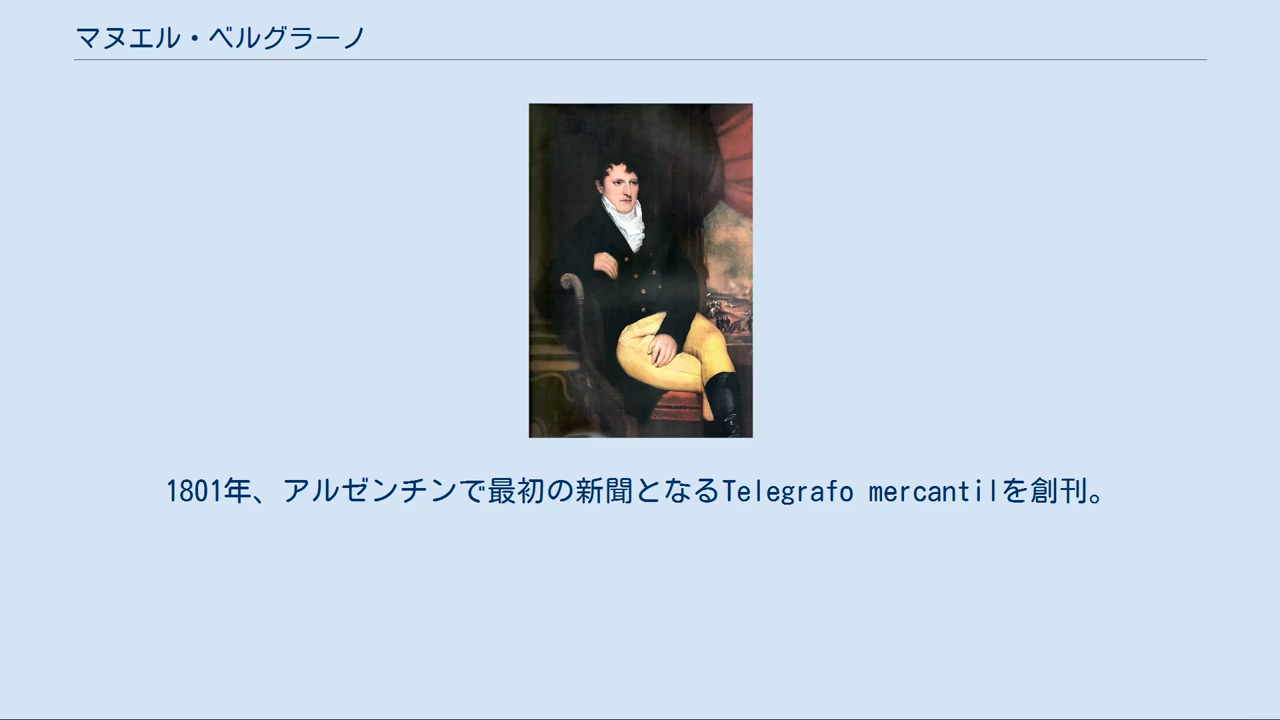 マヌエル・ベルグラーノ
1801年、アルゼンチンで最初の新聞となるTelegrafo mercantilを創刊。